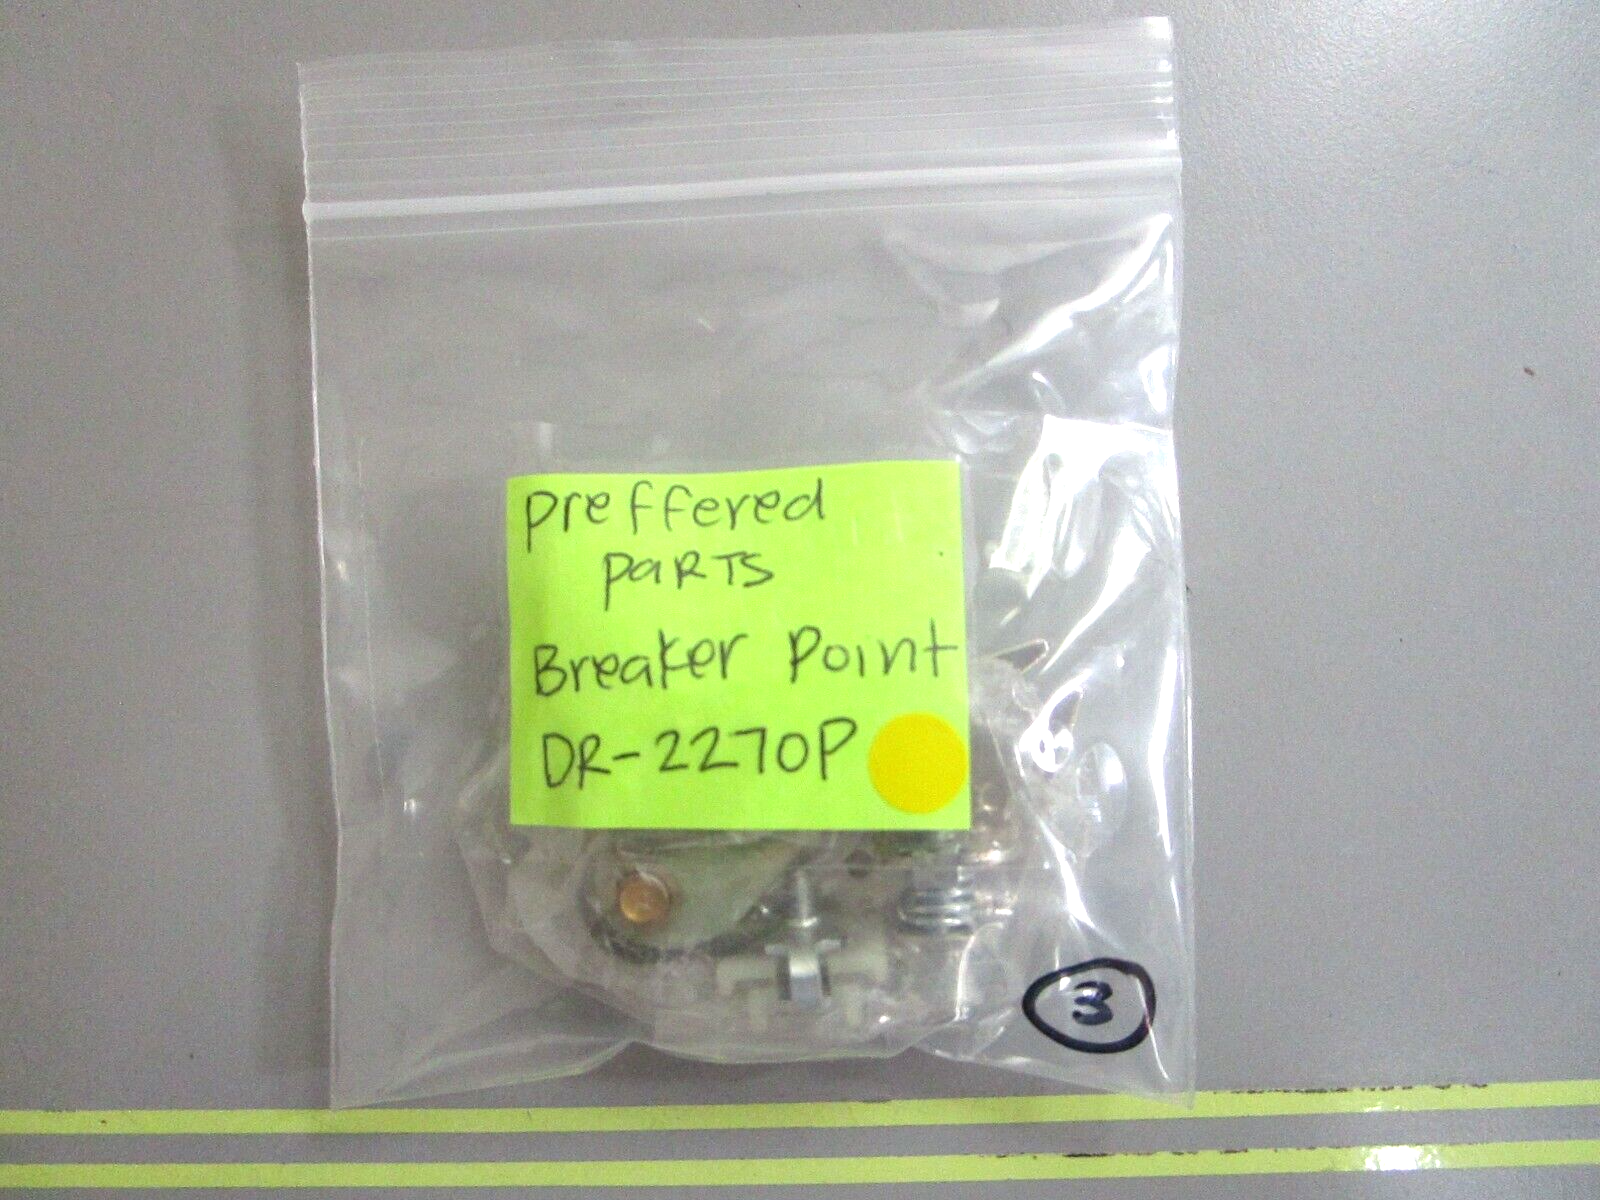 preffered
parts
Breaker Point
DR-2270P
3